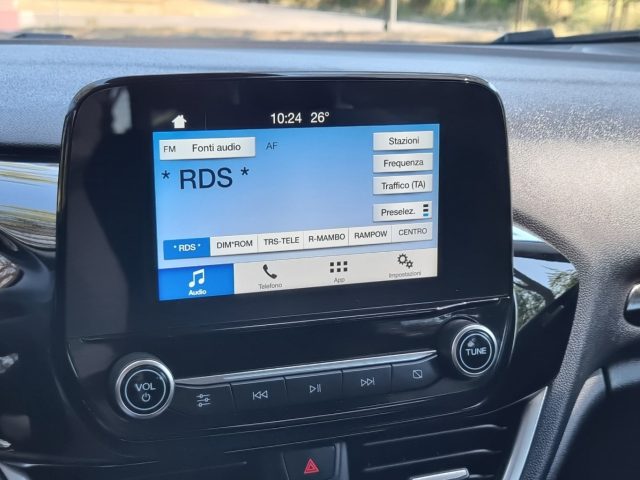 10:24 26°
FM Fonti audio AF Stazioni
* RDS * Frequenza
Traffico (TA)
Preselez.
* RDS * DIM*ROM TRS-TELE R-MAMBO RAMPOW CENTRO
Audio Telefono App Impostazioni
VOL TUNE